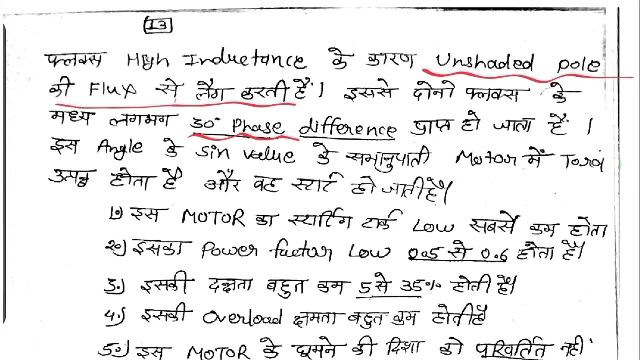 13
फ्लक्स High Inductance के कारण Unshaded pole
की Flux से लैग करती है। इससे दोनो फ्लक्स के
मध्य लगभग 30° Phase difference प्राप्त हो जाता है ।
इस Angle के Sin value के समानुपाती Motor में Torq
उत्पन्न होता है और वह स्टार्ट हो जाती है।
1.) इस MOTOR का स्टार्टिंग टार्क Low सबसे कम होता
2.) इसका Power factor Low 0.5 से 0.6 होता है।
3.) इसकी दक्षता बहुत कम 5 से 35% होती है।
4.) इसकी Overload क्षमता बहुत कम होती है
5.) इस MOTOR के घूमने की दिशा को परिवर्तित नहीं